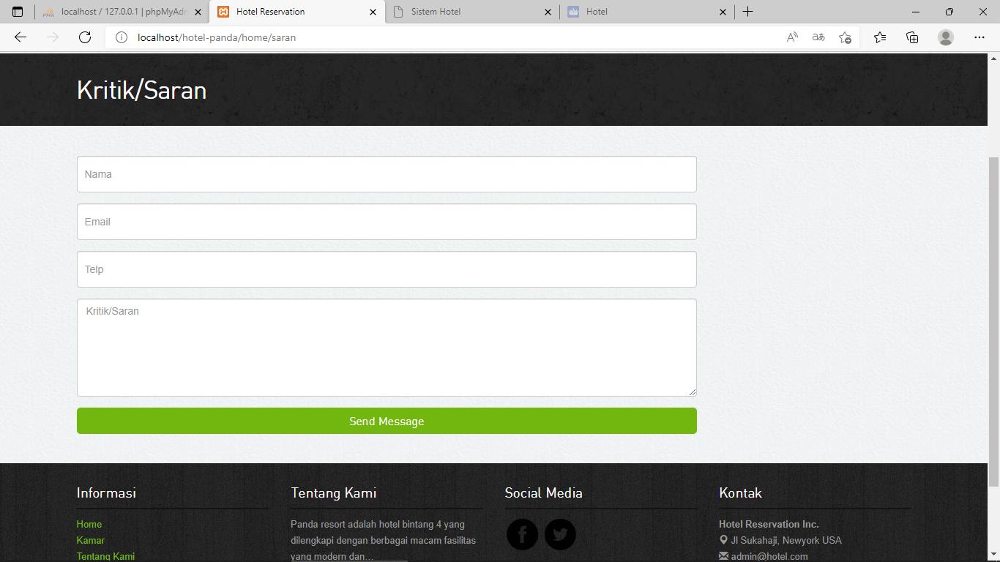 localhost / 127.0.0.1 | phpMyAdn
Hotel Reservation
Sistem Hotel
Hotel
localhost/hotel-panda/home/saran
Kritik/Saran
Nama
Email
Telp
Kritik/Saran
Send Message
Informasi
Home
Kamar
Tentang Kami
Tentang Kami
Panda resort adalah hotel bintang 4 yang
dilengkapi dengan berbagai macam fasilitas
yang modern dan...
Social Media
Kontak
Hotel Reservation Inc.
Jl Sukahaji, Newyork USA
admin@hotel.com